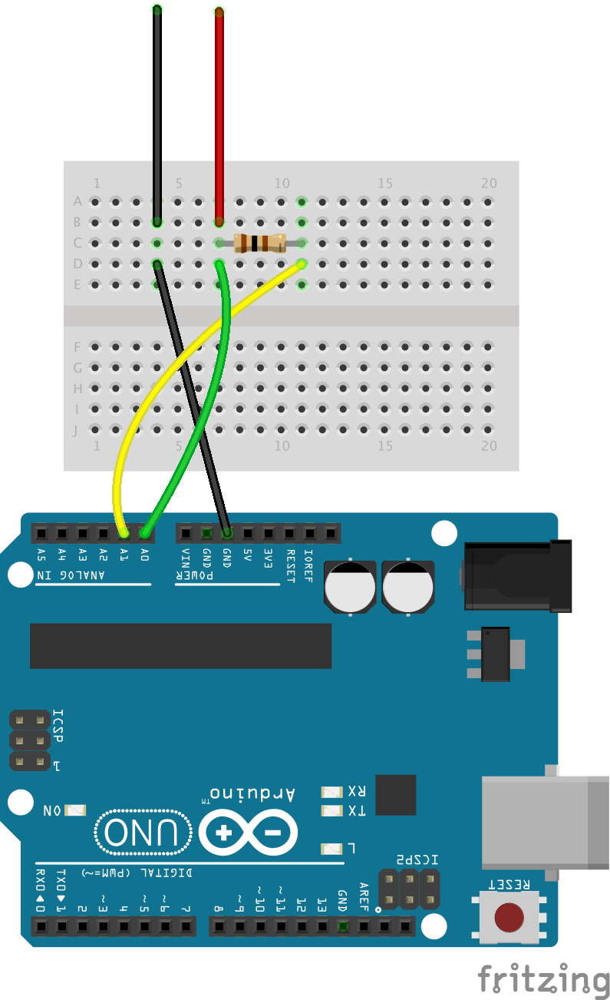 1 5 10 15 20
A
B
C
D
E
F
G
H
I
J
1 5 10 15 20
A5 A4 A3 A2 A1 A0 VIN GND GND 5V 3V3 RESET IOREF
ANALOG IN POWER
ICSP
1
Arduino™ RX
ON UNO TX
L
ICSP2
DIGITAL (PWM=~)
RESET
RX0◄0 TX0►1 2 ~3 4 ~5 ~6 7 8 ~9 ~10 ~11 12 13 GND AREF
fritzing